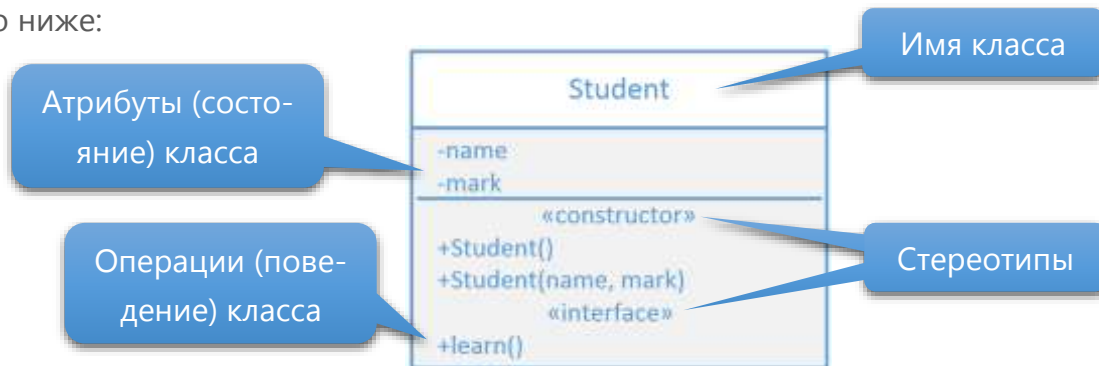 ниже:
Имя класса
Student
Атрибуты (состо-
яние) класса
-name
-mark
«constructor»
+Student()
+Student(name, mark)
«interface»
+learn()
Операции (пове-
дение) класса
Стереотипы